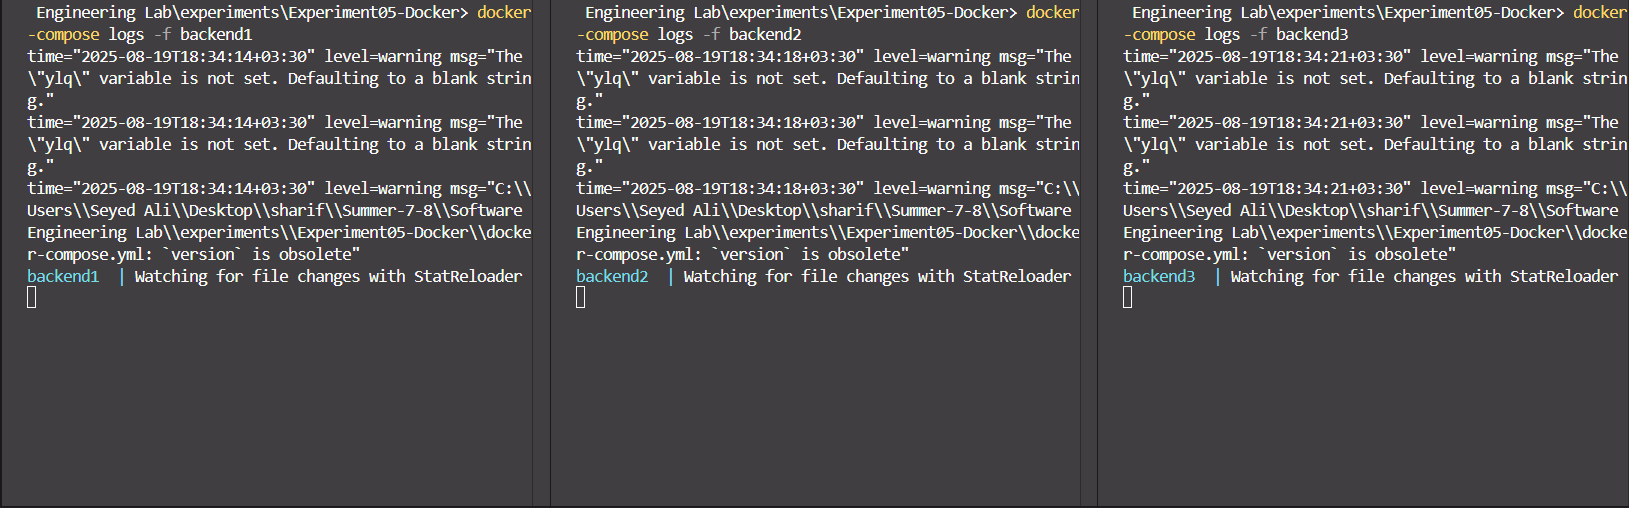 Engineering Lab\experiments\Experiment05-Docker> docker
-compose logs -f backend1
time="2025-08-19T18:34:14+03:30" level=warning msg="The
\"ylq\" variable is not set. Defaulting to a blank strin
g."
time="2025-08-19T18:34:14+03:30" level=warning msg="The
\"ylq\" variable is not set. Defaulting to a blank strin
g."
time="2025-08-19T18:34:14+03:30" level=warning msg="C:\\
Users\\Seyed Ali\\Desktop\\sharif\\Summer-7-8\\Software
Engineering Lab\\experiments\\Experiment05-Docker\\docke
r-compose.yml: `version` is obsolete"
backend1  | Watching for file changes with StatReloader
Engineering Lab\experiments\Experiment05-Docker> docker
-compose logs -f backend2
time="2025-08-19T18:34:18+03:30" level=warning msg="The
\"ylq\" variable is not set. Defaulting to a blank strin
g."
time="2025-08-19T18:34:18+03:30" level=warning msg="The
\"ylq\" variable is not set. Defaulting to a blank strin
g."
time="2025-08-19T18:34:18+03:30" level=warning msg="C:\\
Users\\Seyed Ali\\Desktop\\sharif\\Summer-7-8\\Software
Engineering Lab\\experiments\\Experiment05-Docker\\docke
r-compose.yml: `version` is obsolete"
backend2  | Watching for file changes with StatReloader
Engineering Lab\experiments\Experiment05-Docker> docker
-compose logs -f backend3
time="2025-08-19T18:34:21+03:30" level=warning msg="The
\"ylq\" variable is not set. Defaulting to a blank strin
g."
time="2025-08-19T18:34:21+03:30" level=warning msg="The
\"ylq\" variable is not set. Defaulting to a blank strin
g."
time="2025-08-19T18:34:21+03:30" level=warning msg="C:\\
Users\\Seyed Ali\\Desktop\\sharif\\Summer-7-8\\Software
Engineering Lab\\experiments\\Experiment05-Docker\\docke
r-compose.yml: `version` is obsolete"
backend3  | Watching for file changes with StatReloader